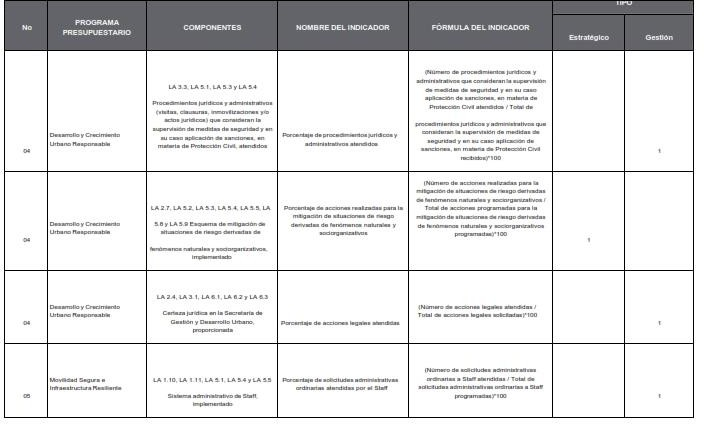 TIPO
No
PROGRAMA
PRESUPUESTARIO
COMPONENTES
NOMBRE DEL INDICADOR
FÓRMULA DEL INDICADOR
Estratégico
Gestión
04
Desarrollo y Crecimiento
Urbano Responsable
LA 3.3, LA 5.1, LA 5.3 y LA 5.4
Procedimientos jurídicos y administrativos
(visitas, clausuras, inmovilizaciones y/o
actos jurídicos) que consideran la
supervisión de medidas de seguridad y en
su caso aplicación de sanciones, en
materia de Protección Civil, atendidos
Porcentaje de procedimientos jurídicos y
administrativos atendidos
(Número de procedimientos jurídicos y
administrativos que consideran la supervisión
de medidas de seguridad y en su caso
aplicación de sanciones, en materia de
Protección Civil atendidos / Total de
procedimientos jurídicos y administrativos que
consideran la supervisión de medidas de
seguridad y en su caso aplicación de
sanciones, en materia de Protección Civil
recibidos)*100
1
04
Desarrollo y Crecimiento
Urbano Responsable
LA 2.7, LA 5.2, LA 5.3, LA 5.4, LA 5.5, LA
5.8 y LA 5.9 Esquema de mitigación de
situaciones de riesgo derivadas de
fenómenos naturales y sociorganizativos,
implementado
Porcentaje de acciones realizadas para la
mitigación de situaciones de riesgo
derivadas de fenómenos naturales y
sociorganizativos
(Número de acciones realizadas para la
mitigación de situaciones de riesgo derivadas
de fenómenos naturales y sociorganizativos /
Total de acciones programadas para la
mitigación de situaciones de riesgo derivadas
de fenómenos naturales y sociorganizativos
programadas)*100
1
04
Desarrollo y Crecimiento
Urbano Responsable
LA 2.4, LA 3.1, LA 6.1, LA 6.2 y LA 6.3
Certeza jurídica en la Secretaría de
Gestión y Desarrollo Urbano,
proporcionada
Porcentaje de acciones legales atendidas
(Número de acciones legales atendidas /
Total de acciones legales solicitadas)*100
1
05
Movilidad Segura e
Infraestructura Resiliente
LA 1.10, LA 1.11, LA 5.1, LA 5.4 y LA 5.5
Sistema administrativo de Staff,
implementado
Porcentaje de solicitudes administrativas
ordinarias atendidas por el Staff
(Número de solicitudes administrativas
ordinarias a Staff atendidas / Total de
solicitudes administrativas ordinarias a Staff
programadas)*100
1